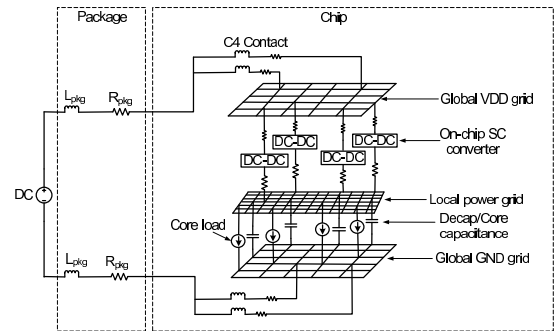 Package
Chip
C4 Contact
Lpkg
Rpkg
Global VDD grid
DC-DC
DC-DC
On-chip SC
converter
DC-DC
DC-DC
DC
Local power grid
Core load
Decap/Core
capacitance
Lpkg
Rpkg
Global GND grid